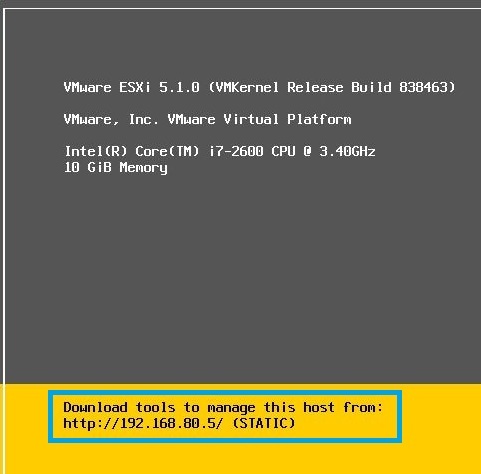 VMware ESXi 5.1.0 (VMKernel Release Build 838463)
VMware, Inc. VMware Virtual Platform
Intel(R) Core(TM) i7-2600 CPU @ 3.40GHz
10 GiB Memory
Download tools to manage this host from:
http://192.168.80.5/ (STATIC)